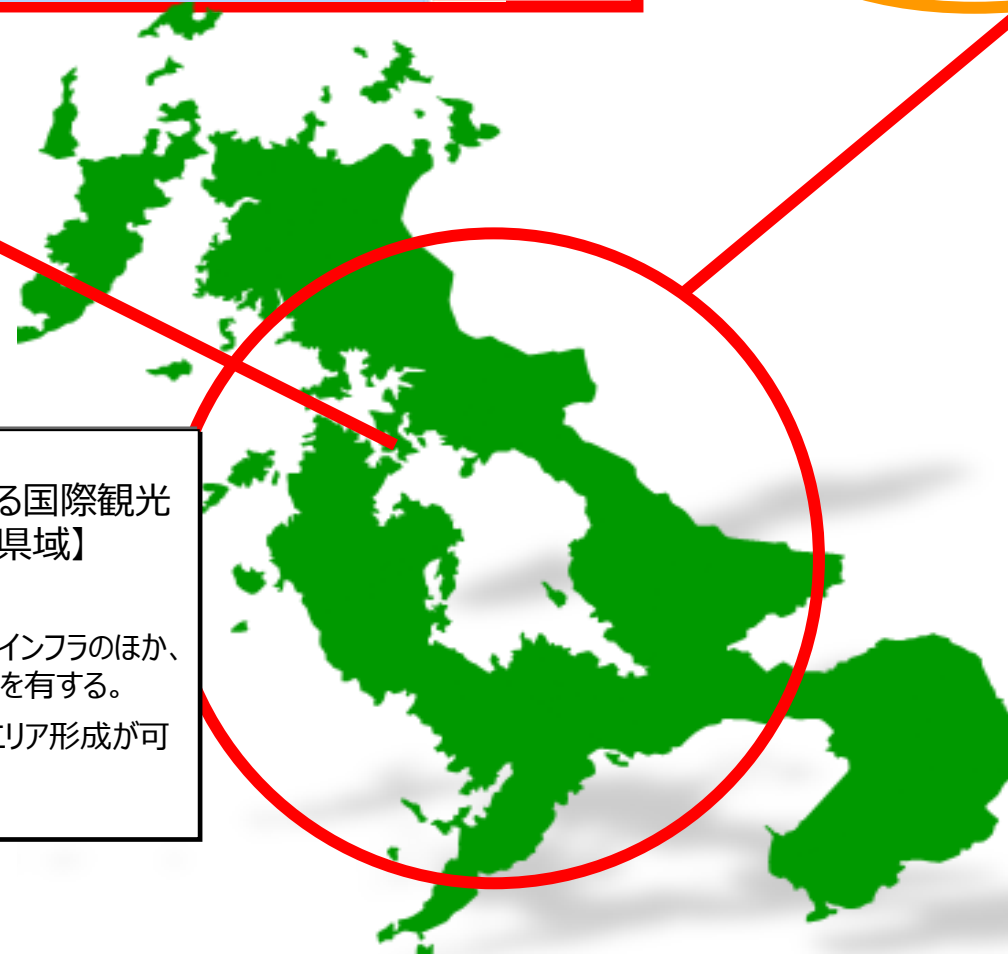 る国際観光
県域】
インフラのほか、
を有する。
エリア形成が可